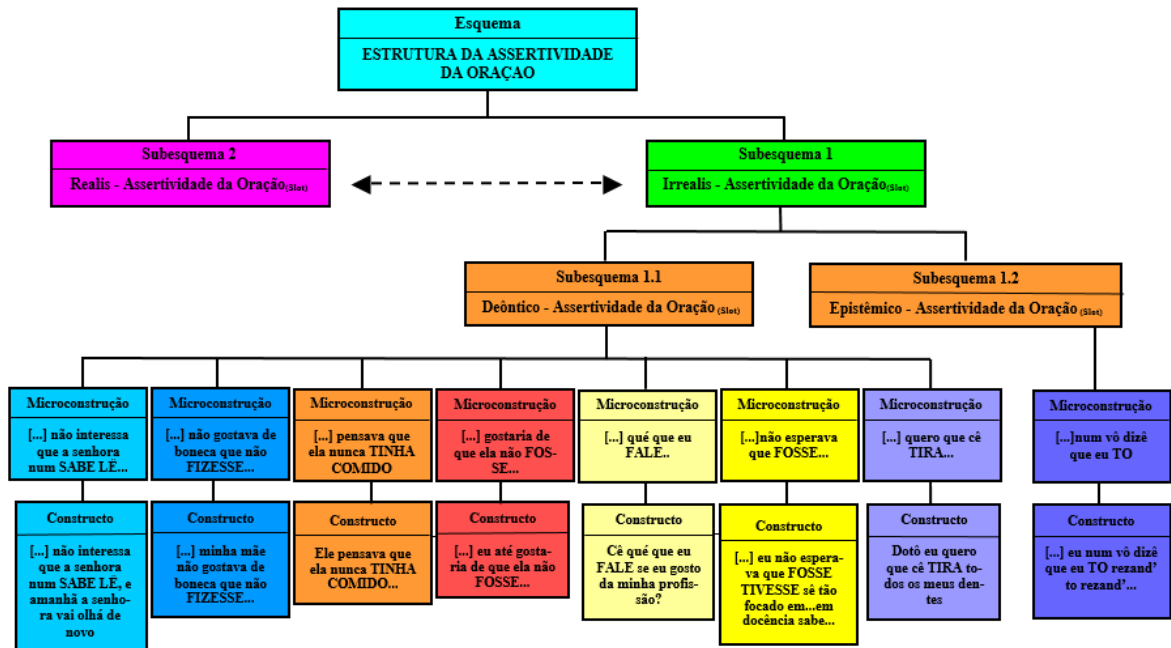 Esquema
ESTRUTURA DA ASSERTIVIDADE
DA ORAÇAO
Subesquema 2
Realis - Assertividade da Oração(Slot)
Subesquema 1
Irrealis - Assertividade da Oração(Slot)
Subesquema 1.1
Deôntico - Assertividade da Oração (Slot)
Subesquema 1.2
Epistêmico - Assertividade da Oração (Slot)
Microconstrução
[...] não interessa
que a senhora
num SABE LÊ...
Microconstrução
[...] não gostava de
boneca que não
FIZESSE...
Microconstrução
[...] pensava que
ela nunca TINHA
COMIDO
Microconstrução
[...] gostaria de
que ela não FOS-
SE...
Microconstrução
[...] qué que eu
FALE..
Microconstrução
[...]não esperava
que FOSSE...
Microconstrução
[...] quero que cê
TIRA...
Microconstrução
[...]num vô dizê
que eu TO
Constructo
[...] não interessa
que a senhora
num SABE LÊ, e
amanhã a senho-
ra vai olhá de
novo
Constructo
[...] minha mãe
não gostava de
boneca que não
FIZESSE...
Constructo
Ele pensava que
ela nunca TINHA
COMIDO...
Constructo
[...] eu até gosta-
ria de que ela não
FOSSE...
Constructo
Cê qué que eu
FALE se eu gosto
da minha profis-
são?
Constructo
[...] eu não espera-
va que FOSSE
TIVESSE sê tão
focado em...em
docência sabe...
Constructo
Dotô eu quero
que cê TIRA to-
dos os meus den-
tes
Constructo
[...] eu num vô dizê
que eu TO rezand'
to rezand'...